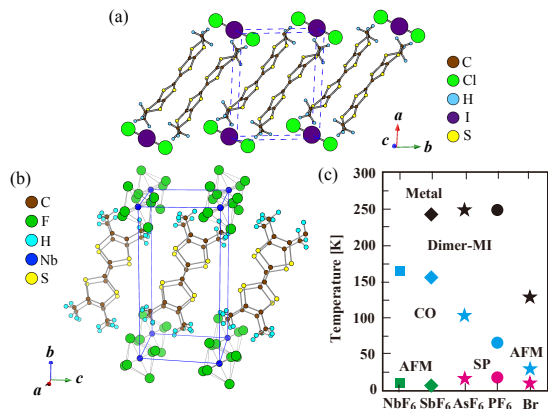 (a)
C
Cl
H
I
S
a
c
b
(b)
C
F
H
Nb
S
b
a
c
(c)
300
250
200
150
100
50
0
Temperature [K]
Metal
Dimer-MI
CO
AFM
SP
AFM
NbF6 SbF6 AsF6 PF6 Br